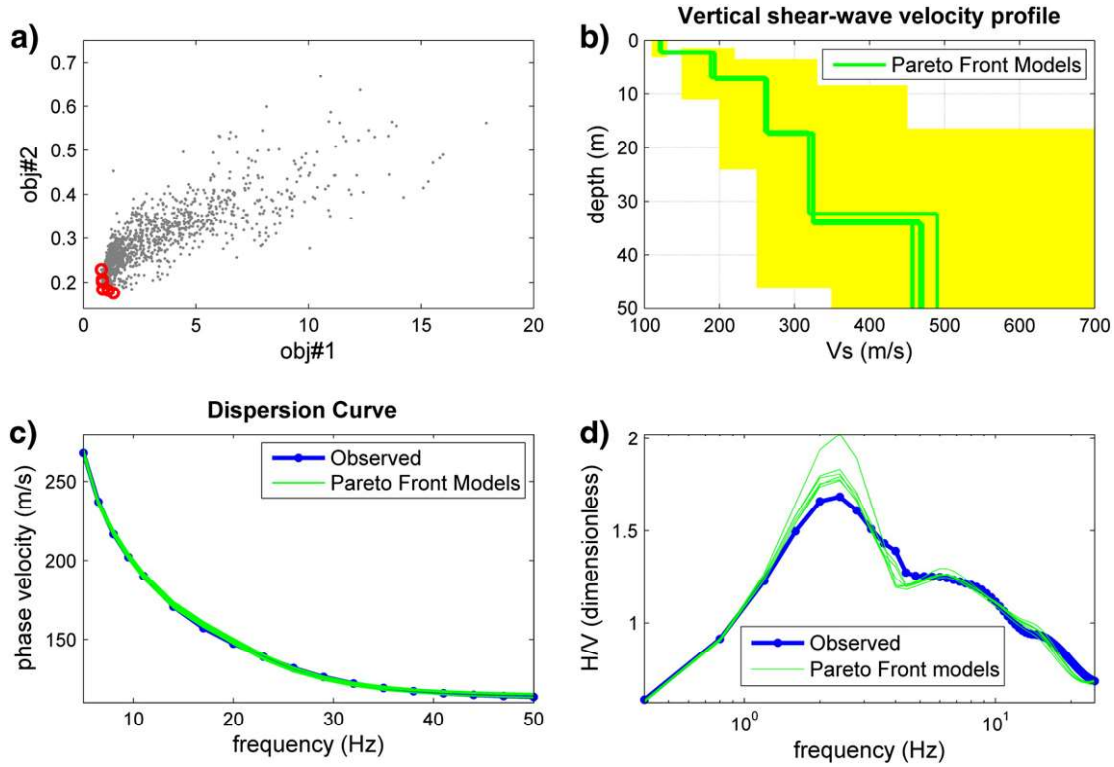 a)
0.7
0.6
0.5
0.4
0.3
0.2
obj#2
0 5 10 15 20
obj#1
b)
Vertical shear-wave velocity profile
0
10
20
30
40
50
depth (m)
Pareto Front Models
100 200 300 400 500 600 700
Vs (m/s)
c)
Dispersion Curve
250
200
150
phase velocity (m/s)
Observed
Pareto Front Models
10 20 30 40 50
frequency (Hz)
d)
2
1.5
1
H/V (dimensionless)
Observed
Pareto Front models
10⁰ 10¹
frequency (Hz)